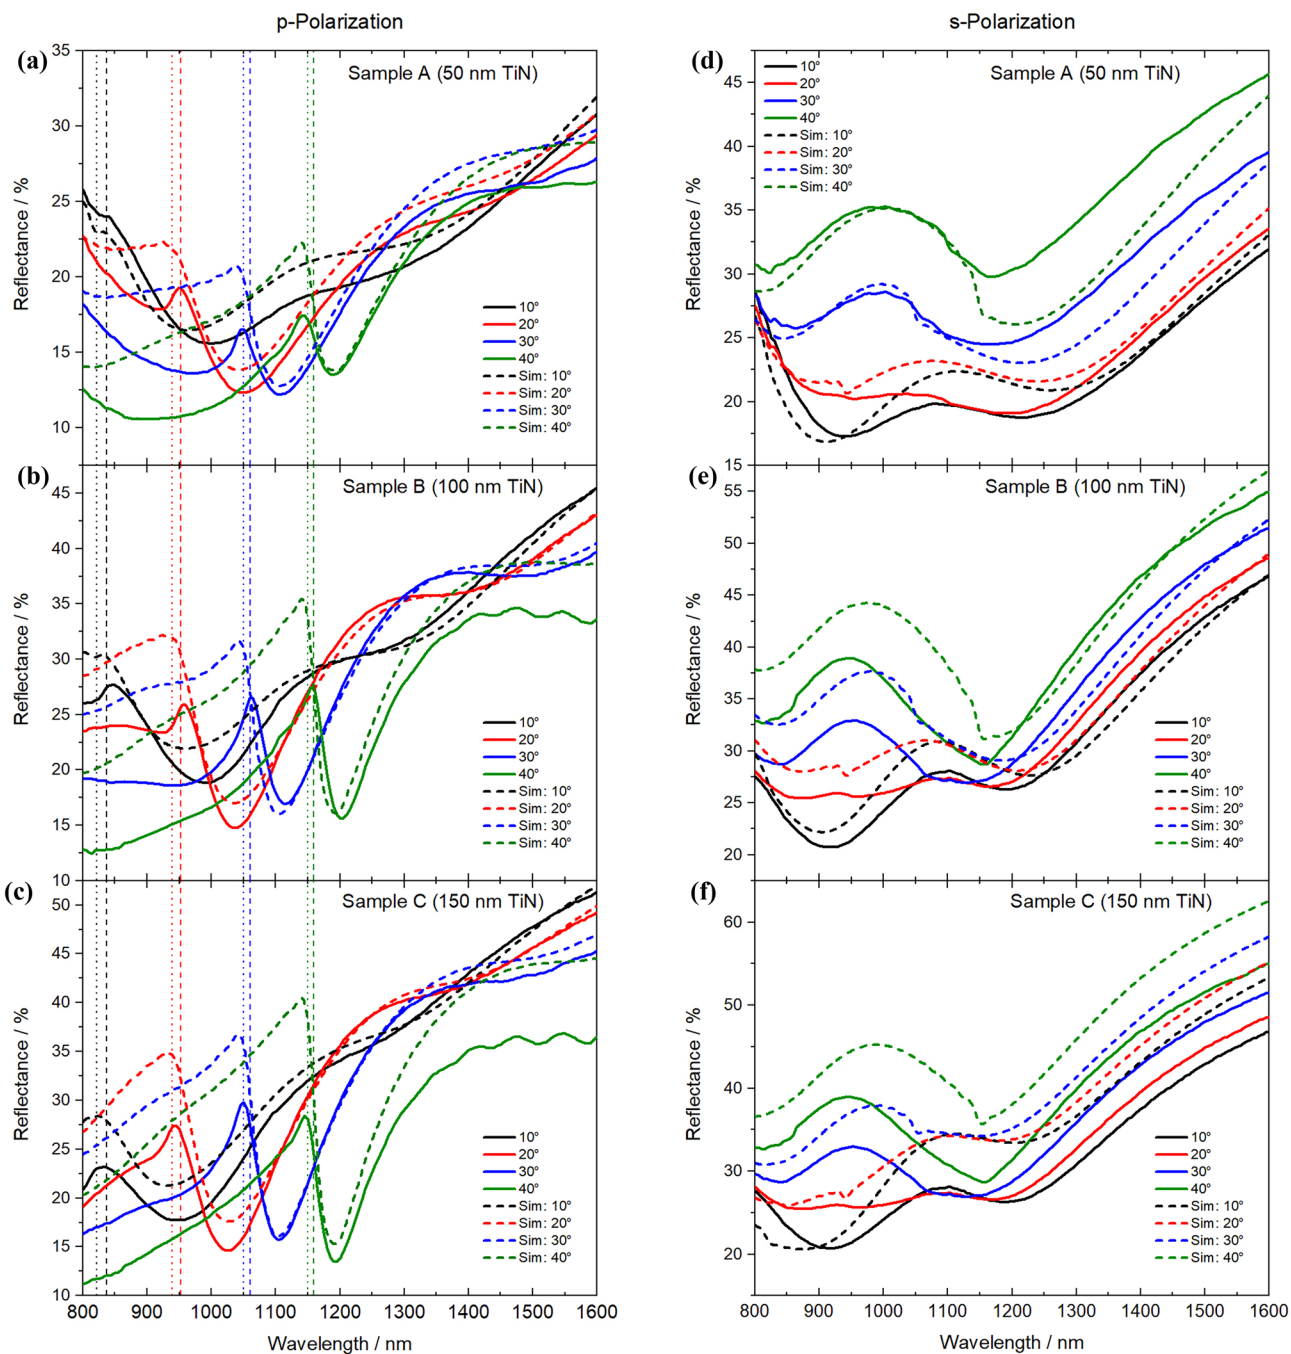 p-Polarization
s-Polarization
(a)
Sample A (50 nm TiN)
35
30
25
20
15
10
Reflectance / %
10°
20°
30°
40°
Sim: 10°
Sim: 20°
Sim: 30°
Sim: 40°
(d)
Sample A (50 nm TiN)
45
40
35
30
25
20
15
Reflectance / %
10°
20°
30°
40°
Sim: 10°
Sim: 20°
Sim: 30°
Sim: 40°
(b)
Sample B (100 nm TiN)
45
40
35
30
25
20
15
10
Reflectance / %
10°
20°
30°
40°
Sim: 10°
Sim: 20°
Sim: 30°
Sim: 40°
(e)
Sample B (100 nm TiN)
55
50
45
40
35
30
25
20
Reflectance / %
10°
20°
30°
40°
Sim: 10°
Sim: 20°
Sim: 30°
Sim: 40°
(c)
Sample C (150 nm TiN)
50
45
40
35
30
25
20
15
10
Reflectance / %
10°
20°
30°
40°
Sim: 10°
Sim: 20°
Sim: 30°
Sim: 40°
800 900 1000 1100 1200 1300 1400 1500 1600
Wavelength / nm
(f)
Sample C (150 nm TiN)
60
50
40
30
20
Reflectance / %
10°
20°
30°
40°
Sim: 10°
Sim: 20°
Sim: 30°
Sim: 40°
800 900 1000 1100 1200 1300 1400 1500 1600
Wavelength / nm